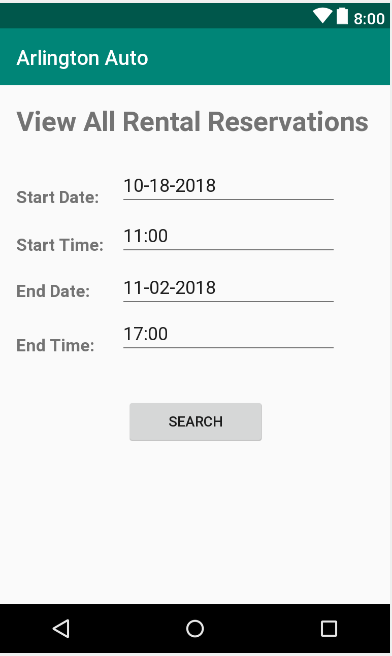 8:00
Arlington Auto
View All Rental Reservations
Start Date: 10-18-2018
Start Time: 11:00
End Date: 11-02-2018
End Time: 17:00
SEARCH